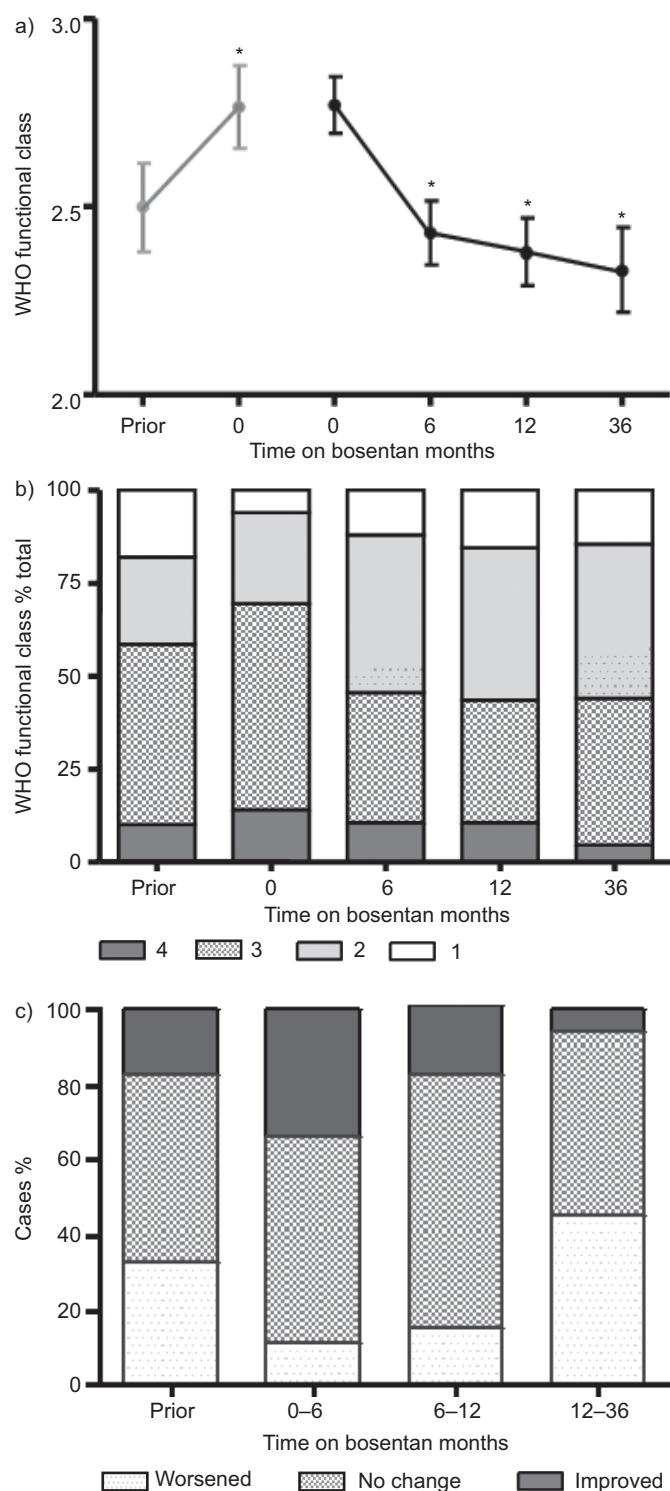 a)
WHO functional class
3.0
2.5
2.0
* * * *
Prior 0 0 6 12 36
Time on bosentan months
b)
WHO functional class % total
100
75
50
25
0
Prior 0 6 12 36
Time on bosentan months
4 3 2 1
c)
Cases %
100
80
60
40
20
0
Prior 0–6 6–12 12–36
Time on bosentan months
Worsened No change Improved